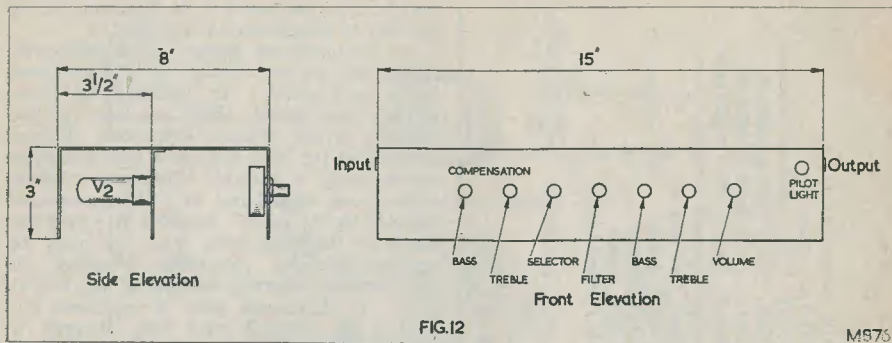 8"
3 1/2"
3"
V2
Side Elevation
15"
Input
COMPENSATION
Output
PILOT
LIGHT
BASS
TREBLE
SELECTOR
FILTER
BASS
TREBLE
VOLUME
Front Elevation
FIG.12